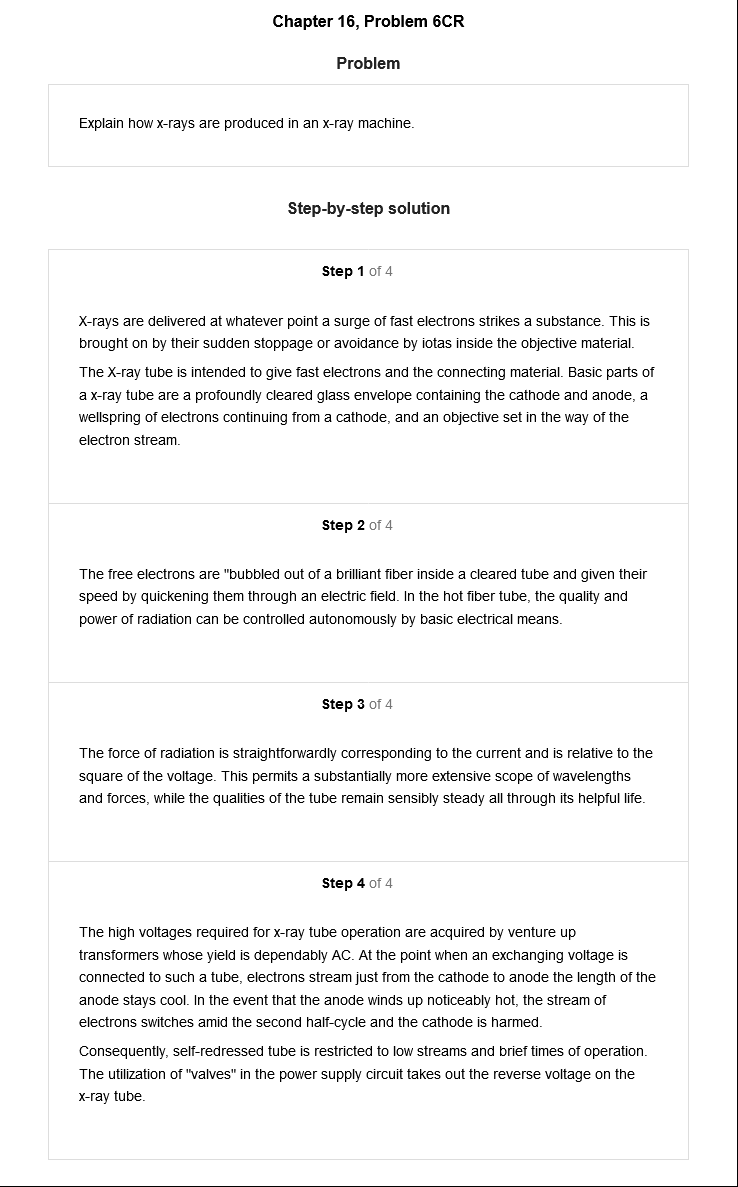 Chapter 16, Problem 6CR
Problem
Explain how x-rays are produced in an x-ray machine.
Step-by-step solution
Step 1 of 4
X-rays are delivered at whatever point a surge of fast electrons strikes a substance. This is
brought on by their sudden stoppage or avoidance by iotas inside the objective material.
The X-ray tube is intended to give fast electrons and the connecting material. Basic parts of
a x-ray tube are a profoundly cleared glass envelope containing the cathode and anode, a
wellspring of electrons continuing from a cathode, and an objective set in the way of the
electron stream.
Step 2 of 4
The free electrons are "bubbled out of a brilliant fiber inside a cleared tube and given their
speed by quickening them through an electric field. In the hot fiber tube, the quality and
power of radiation can be controlled autonomously by basic electrical means.
Step 3 of 4
The force of radiation is straightforwardly corresponding to the current and is relative to the
square of the voltage. This permits a substantially more extensive scope of wavelengths
and forces, while the qualities of the tube remain sensibly steady all through its helpful life.
Step 4 of 4
The high voltages required for x-ray tube operation are acquired by venture up
transformers whose yield is dependably AC. At the point when an exchanging voltage is
connected to such a tube, electrons stream just from the cathode to anode the length of the
anode stays cool. In the event that the anode winds up noticeably hot, the stream of
electrons switches amid the second half-cycle and the cathode is harmed.
Consequently, self-redressed tube is restricted to low streams and brief times of operation.
The utilization of "valves" in the power supply circuit takes out the reverse voltage on the
x-ray tube.